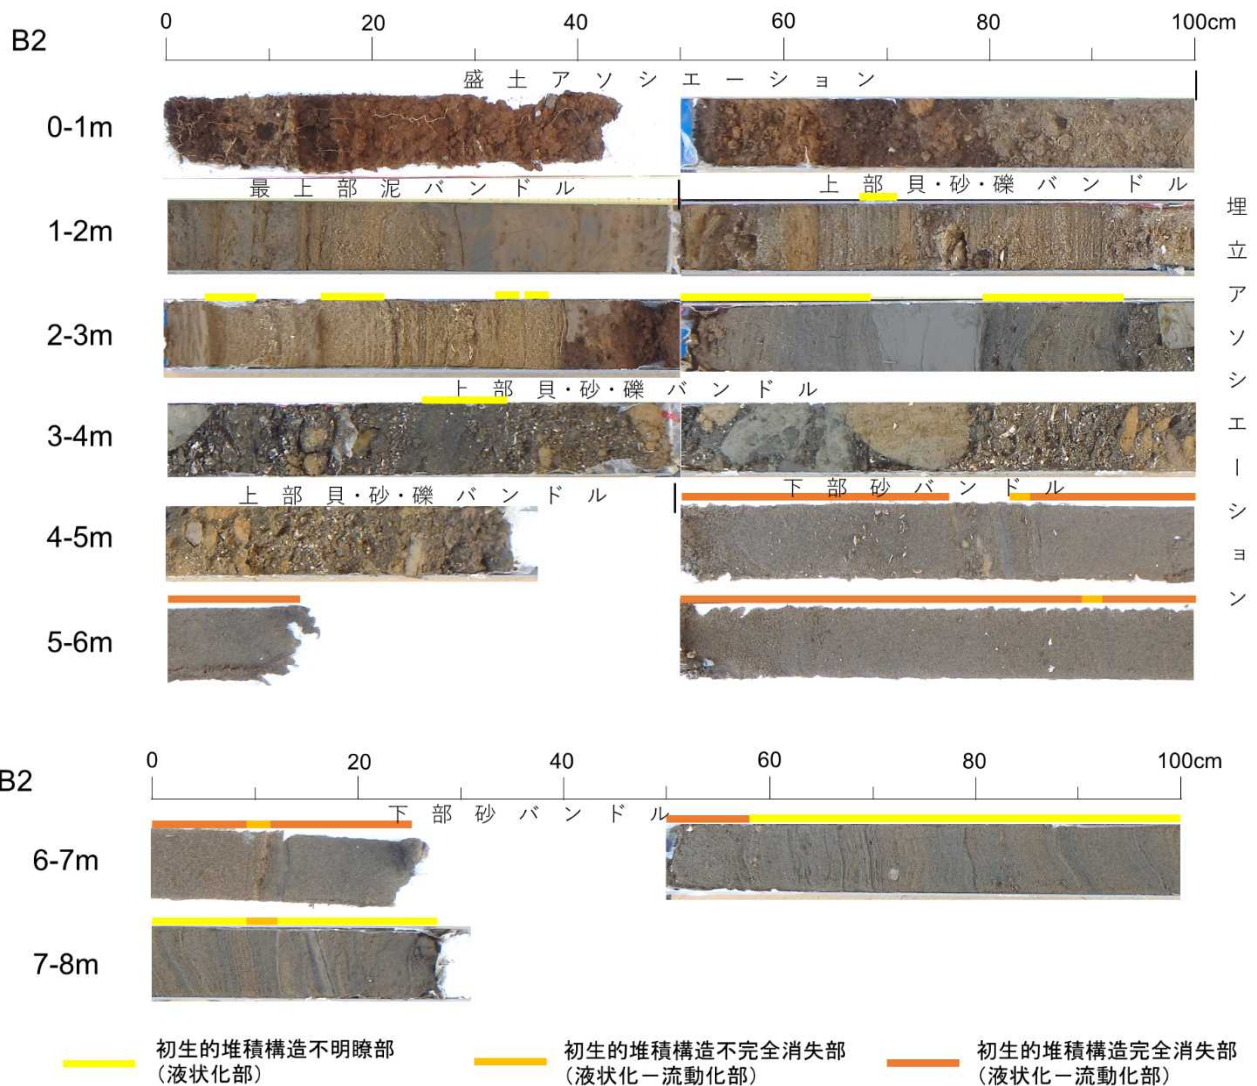 B2
0 20 40 60 80 100cm
盛土アソシエーション
0-1m
最上部泥バンドル 上部貝・砂・礫バンドル
1-2m
2-3m
上部貝・砂・礫バンドル
3-4m
上部貝・砂・礫バンドル 下部砂バンドル
4-5m
5-6m
埋立アソシエーション
B2
0 20 40 60 80 100cm
下部砂バンドル
6-7m
7-8m
初生的堆積構造不明瞭部
(液状化部)
初生的堆積構造不完全消失部
(液状化ー流動化部)
初生的堆積構造完全消失部
(液状化ー流動化部)